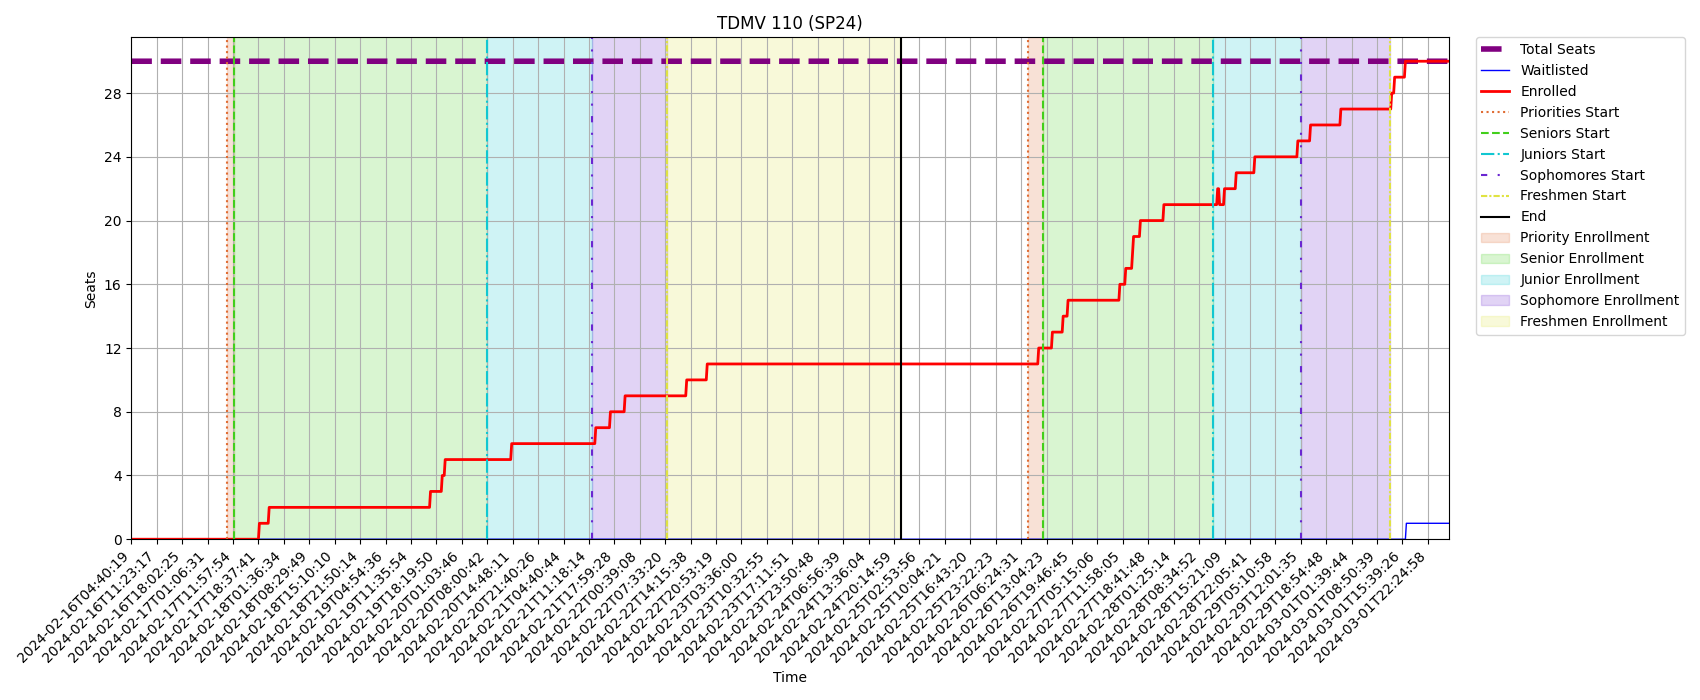 TDMV 110 (SP24)
Total Seats
Waitlisted
Enrolled
Priorities Start
Seniors Start
Juniors Start
Sophomores Start
Freshmen Start
End
Priority Enrollment
Senior Enrollment
Junior Enrollment
Sophomore Enrollment
Freshmen Enrollment
Seats
28
24
20
16
12
8
4
0
2024-02-16T04:40:19
2024-02-16T11:23:17
2024-02-16T18:02:25
2024-02-17T01:06:31
2024-02-17T11:57:54
2024-02-17T18:37:41
2024-02-18T01:36:34
2024-02-18T08:29:49
2024-02-18T15:10:10
2024-02-18T21:50:14
2024-02-19T04:54:36
2024-02-19T11:35:54
2024-02-19T18:19:50
2024-02-20T01:03:46
2024-02-20T08:00:42
2024-02-20T14:48:11
2024-02-20T21:40:26
2024-02-21T04:40:44
2024-02-21T11:18:14
2024-02-21T17:59:28
2024-02-22T00:39:08
2024-02-22T07:33:20
2024-02-22T14:15:38
2024-02-22T20:53:19
2024-02-23T03:36:00
2024-02-23T10:32:55
2024-02-23T17:11:51
2024-02-23T23:50:48
2024-02-24T06:56:39
2024-02-24T13:36:04
2024-02-24T20:14:59
2024-02-25T02:53:56
2024-02-25T10:04:21
2024-02-25T16:43:20
2024-02-25T23:22:23
2024-02-26T06:24:31
2024-02-26T13:04:23
2024-02-26T19:46:45
2024-02-27T05:15:06
2024-02-27T11:58:05
2024-02-27T18:41:48
2024-02-28T01:25:14
2024-02-28T08:34:52
2024-02-28T15:21:09
2024-02-28T22:05:41
2024-02-29T05:10:58
2024-02-29T12:01:35
2024-02-29T18:54:48
2024-03-01T01:39:44
2024-03-01T08:50:39
2024-03-01T15:39:26
2024-03-01T22:24:58
Time